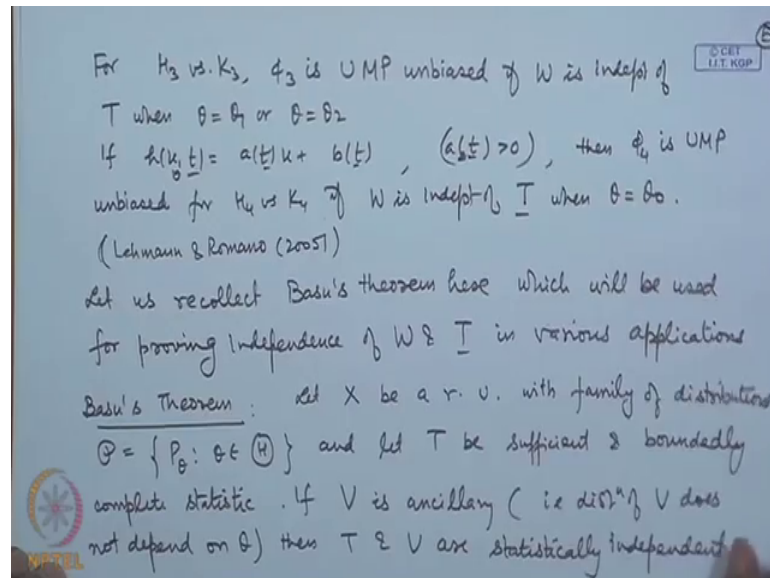 For H₃ vs. K₃, ϕ₃ is UMP unbiased if W is indept of
T when θ = θ₁ or θ = θ₂
If h(u, t) = a(t) u + b(t) , (a(t) > 0) , then ϕ₄ is UMP
unbiased for H₄ vs K₄ if W is indept of T when θ = θ₀.
(Lehmann & Romano (2005))
Let us recollect Basu's theorem here which will be used
for proving independence of W & T in various applications
Basu's Theorem : Let X be a r. v. with family of distributions
𝒫 = { P_θ : θ ∈ Ⓗ } and let T be sufficient & boundedly
complete statistic . If V is ancillary ( ie distⁿ of V does
not depend on θ) then T & V are statistically independent
© CET
I.I.T. KGP
NPTEL